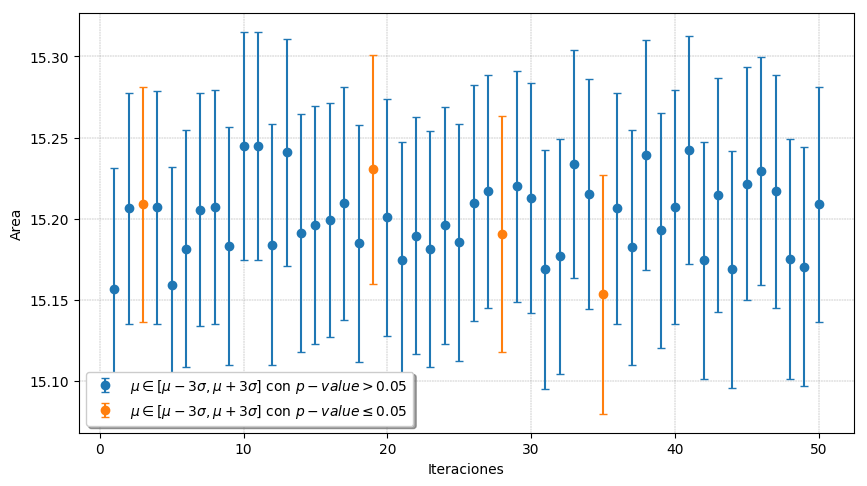 15.30
15.25
15.20
15.15
15.10
Area
μ ∈ [μ − 3σ, μ + 3σ] con p − value > 0.05
μ ∈ [μ − 3σ, μ + 3σ] con p − value ≤ 0.05
0 10 20 30 40 50
Iteraciones